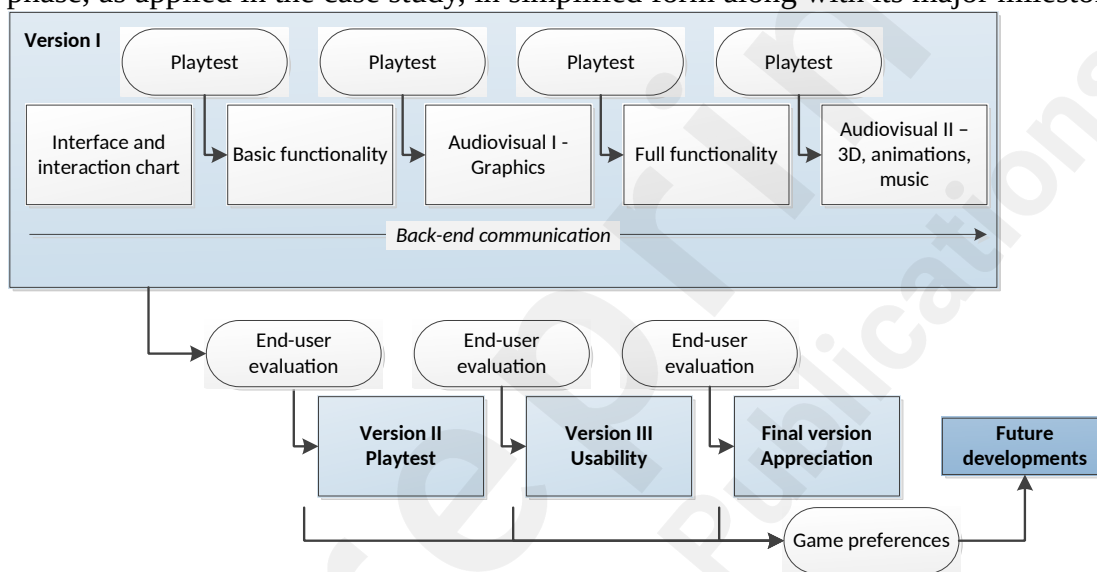 phase, as applied in the case study, in simplified form along with its major milesto
Version I
Playtest
Playtest
Playtest
Playtest
Interface and
interaction chart
Basic functionality
Audiovisual I -
Graphics
Full functionality
Audiovisual II –
3D, animations,
music
Back-end communication
End-user
evaluation
End-user
evaluation
End-user
evaluation
Version II
Playtest
Version III
Usability
Final version
Appreciation
Future
developments
Game preferences
Publications